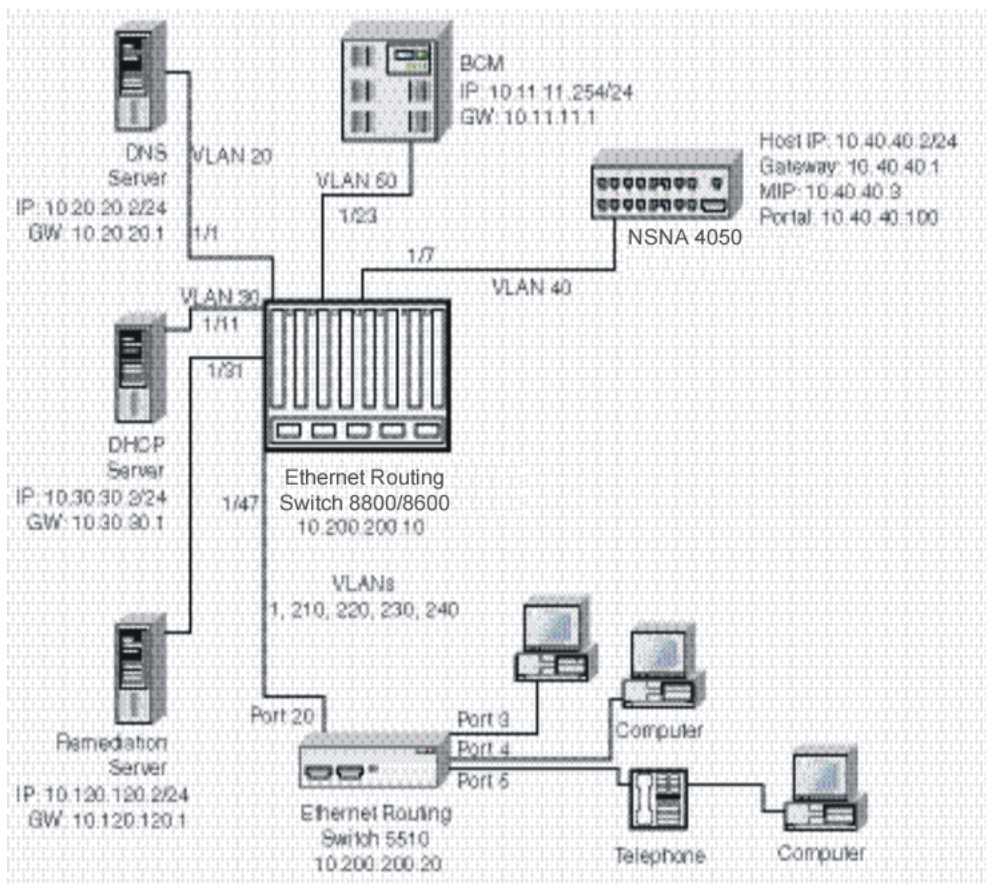 BCM
IP: 10.11.11.254/24
GW: 10.11.11.1
DNS
Server
IP: 10.20.20.2/24
GW: 10.20.20.1
VLAN 20
1/1
VLAN 60
1/23
Host IP: 10.40.40.2/24
Gateway: 10.40.40.1
MIP: 10.40.40.3
Portal: 10.40.40.100
NSNA 4050
1/7
VLAN 40
VLAN 30
1/11
1/31
DHCP
Server
IP: 10.30.30.2/24
GW: 10.30.30.1
Ethernet Routing
Switch 8800/8600
10.200.200.10
1/47
VLANs
1, 210, 220, 230, 240
Remediation
Server
IP: 10.120.120.2/24
GW: 10.120.120.1
Port 20
Port 3
Port 4
Port 5
Computer
Ethernet Routing
Switch 5510
10.200.200.20
Telephone
Computer